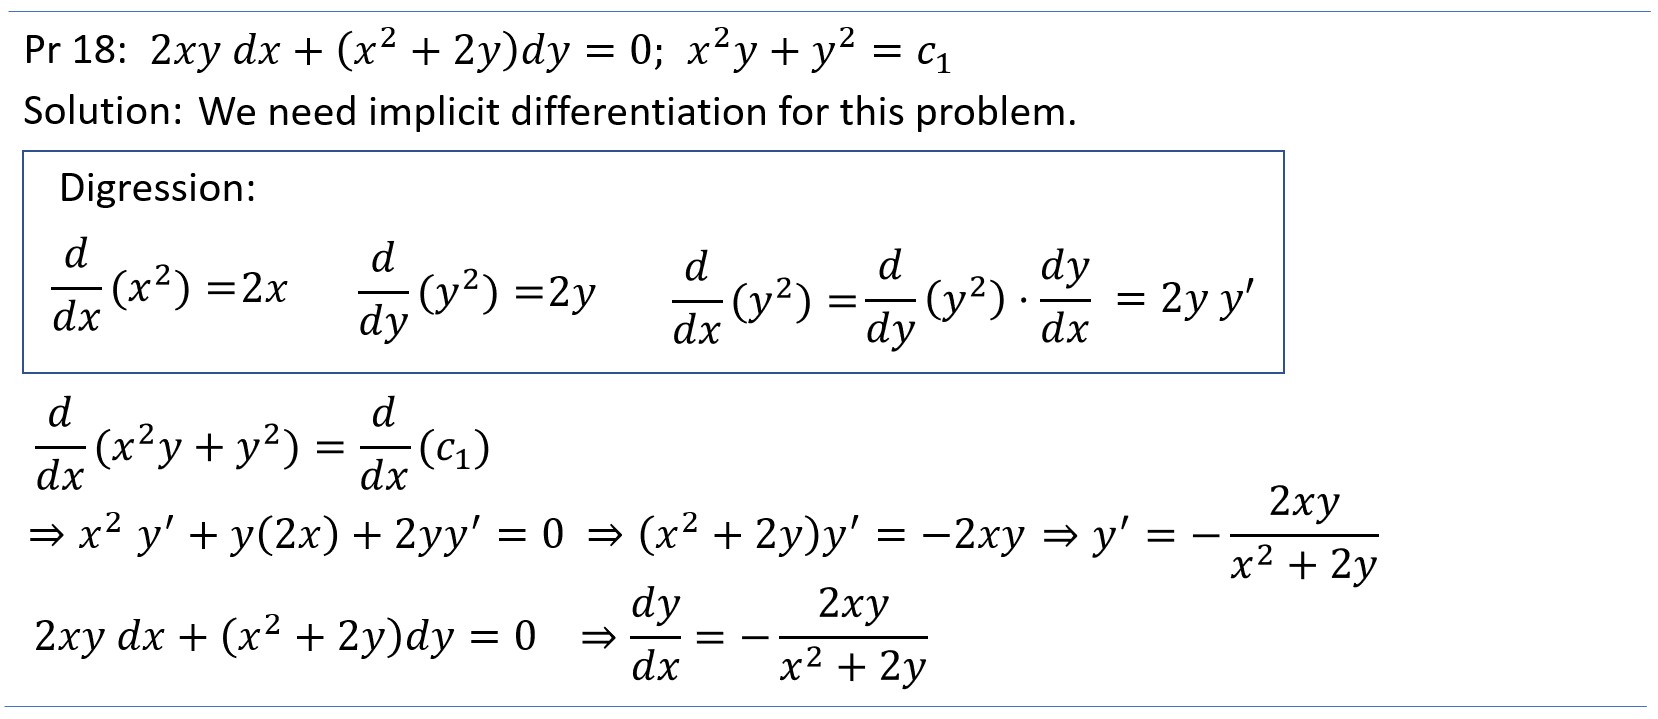 Pr 18: 2xy dx + (x² + 2y)dy = 0; x²y + y² = c₁
Solution: We need implicit differentiation for this problem.
Digression:
d/dx (x²) =2x d/dy (y²) =2y d/dx (y²) = d/dy (y²) · dy/dx = 2y y′
d/dx (x²y + y²) = d/dx (c₁)
⇒ x² y′ + y(2x) + 2yy′ = 0 ⇒ (x² + 2y)y′ = −2xy ⇒ y′ = − 2xy/(x² + 2y)
2xy dx + (x² + 2y)dy = 0 ⇒ dy/dx = − 2xy/(x² + 2y)